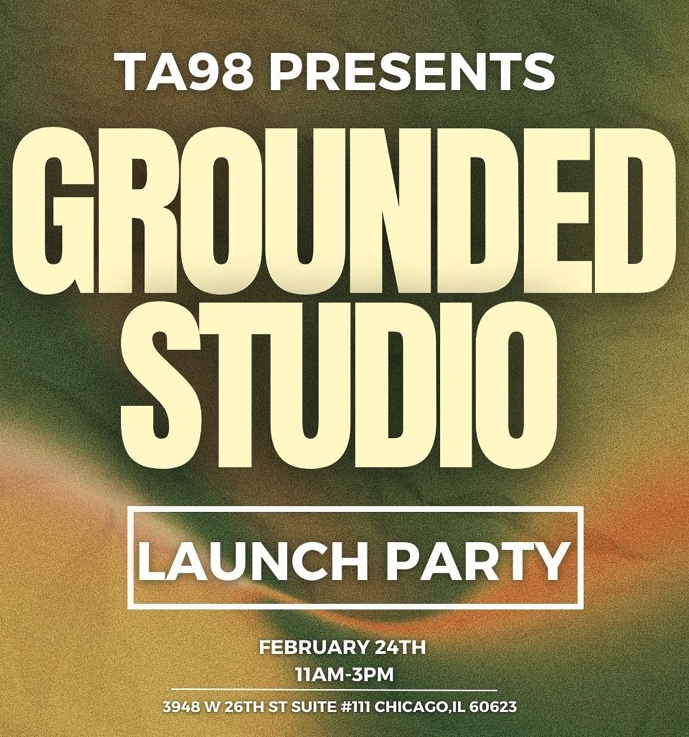 TA98 PRESENTS
GROUNDED
STUDIO
LAUNCH PARTY
FEBRUARY 24TH
11AM-3PM
3948 W 26TH ST SUITE #111 CHICAGO,IL 60623